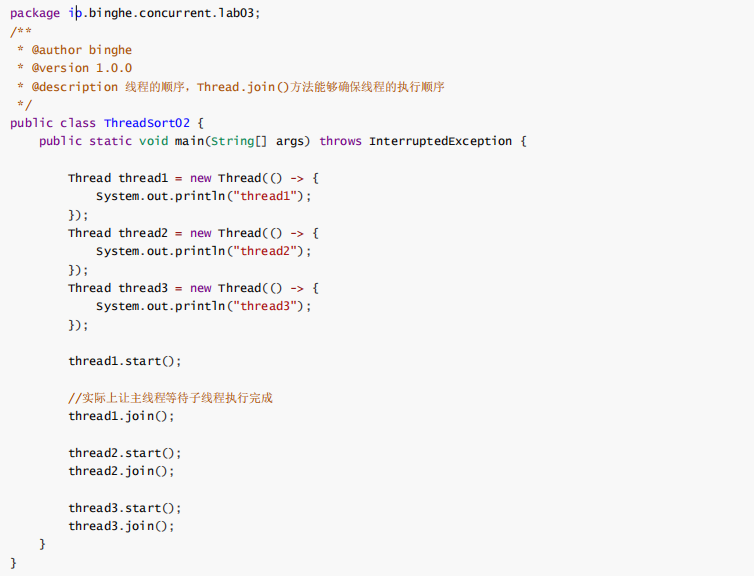 package io.binghe.concurrent.lab03;
/**
 * @author binghe
 * @version 1.0.0
 * @description 线程的顺序，Thread.join()方法能够确保线程的执行顺序
 */
public class ThreadSort02 {
    public static void main(String[] args) throws InterruptedException {

        Thread thread1 = new Thread(() -> {
            System.out.println("thread1");
        });
        Thread thread2 = new Thread(() -> {
            System.out.println("thread2");
        });
        Thread thread3 = new Thread(() -> {
            System.out.println("thread3");
        });

        thread1.start();

        //实际上让主线程等待子线程执行完成
        thread1.join();

        thread2.start();
        thread2.join();

        thread3.start();
        thread3.join();
    }
}